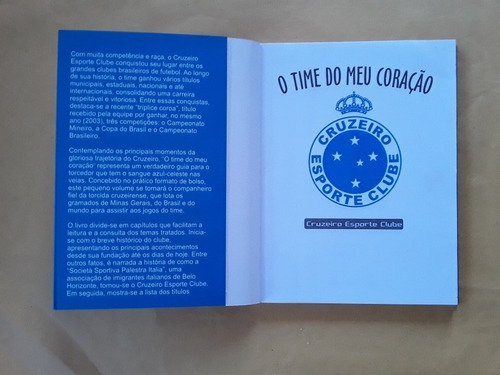 Com muita competência e raça, o Cruzeiro
Esporte Clube conquistou seu lugar entre os
grandes clubes brasileiros de futebol. Ao longo
de sua história, o time ganhou vários títulos
municipais, estaduais, nacionais e até
internacionais, consolidando uma carreira
respeitável e vitoriosa. Entre essas conquistas,
destaca-se a recente "tríplice coroa", título
recebido pela equipe por ganhar, no mesmo
ano (2003), três competições: o Campeonato
Mineiro, a Copa do Brasil e o Campeonato
Brasileiro.
Contemplando os principais momentos da
gloriosa trajetória do Cruzeiro, "O time do meu
coração" representa um verdadeiro guia para o
torcedor que tem o sangue azul-celeste nas
veias. Concebido no prático formato de bolso,
este pequeno volume se tornará o companheiro
fiel da torcida cruzeirense, que lota os
gramados de Minas Gerais, do Brasil e do
mundo para assistir aos jogos do time.
O livro divide-se em capítulos que facilitam a
leitura e a consulta dos temas tratados. Inicia-
se com o breve histórico do clube,
apresentando os principais acontecimentos
desde sua fundação até os dias de hoje. Entre
outros fatos, é narrada a história de como a
"Societá Sportiva Palestra Italia", uma
associação de imigrantes italianos de Belo
Horizonte, tornou-se o Cruzeiro Esporte Clube.
Em seguida, mostra-se a lista dos títulos
O TIME DO MEU CORAÇÃO
CRUZEIRO
ESPORTE CLUBE
Cruzeiro Esporte Clube